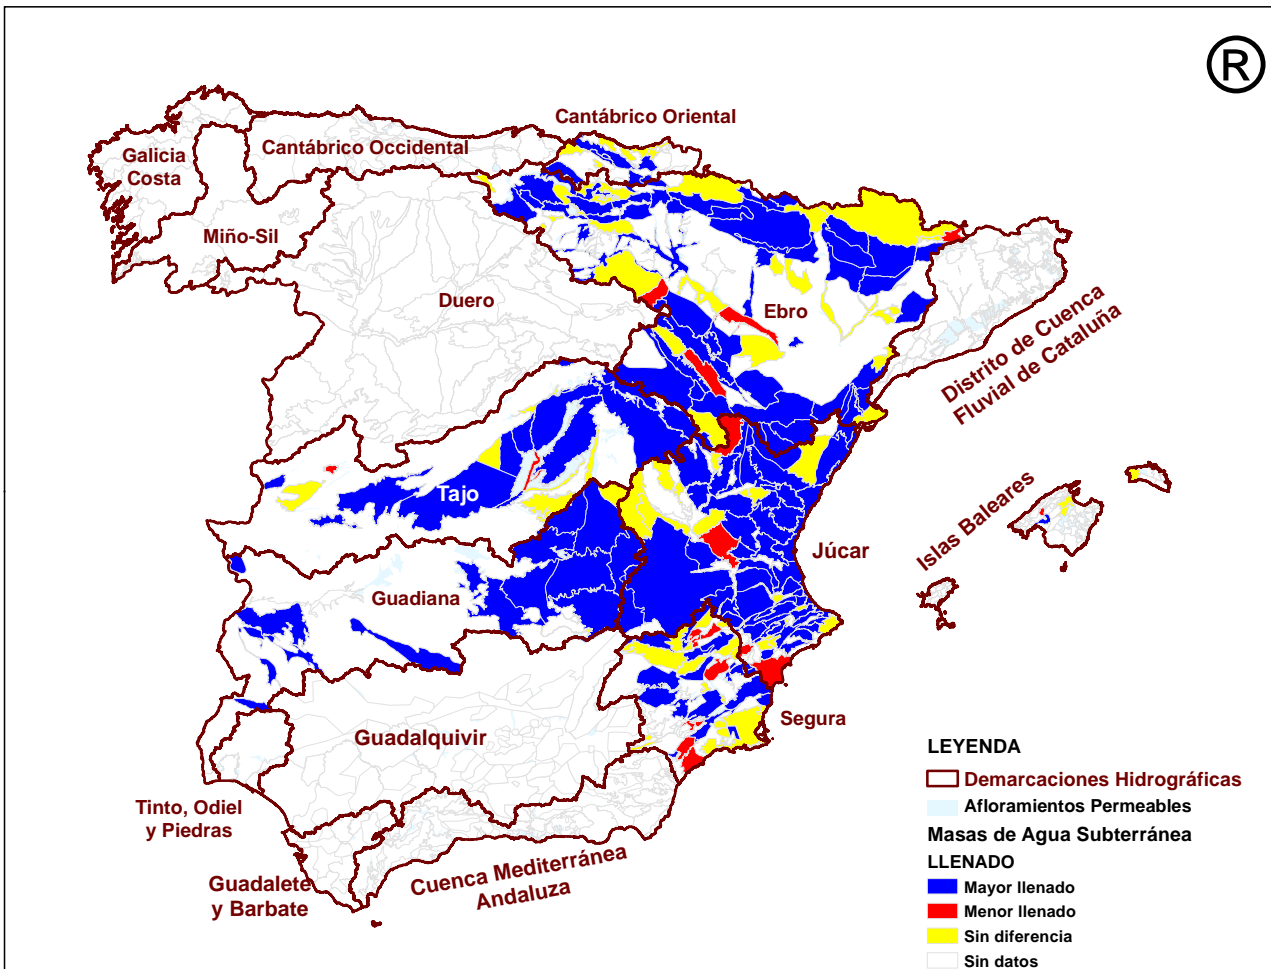 ®
Cantábrico Oriental
Galicia
Costa
Cantábrico Occidental
Miño-Sil
Duero
Ebro
Distrito de Cuenca
Fluvial de Cataluña
Tajo
Islas Baleares
Júcar
Guadiana
Segura
Guadalquivir
Tinto, Odiel
y Piedras
Guadalete
y Barbate
Cuenca Mediterránea
Andaluza
LEYENDA
Demarcaciones Hidrográficas
Afloramientos Permeables
Masas de Agua Subterránea
LLENADO
Mayor llenado
Menor llenado
Sin diferencia
Sin datos